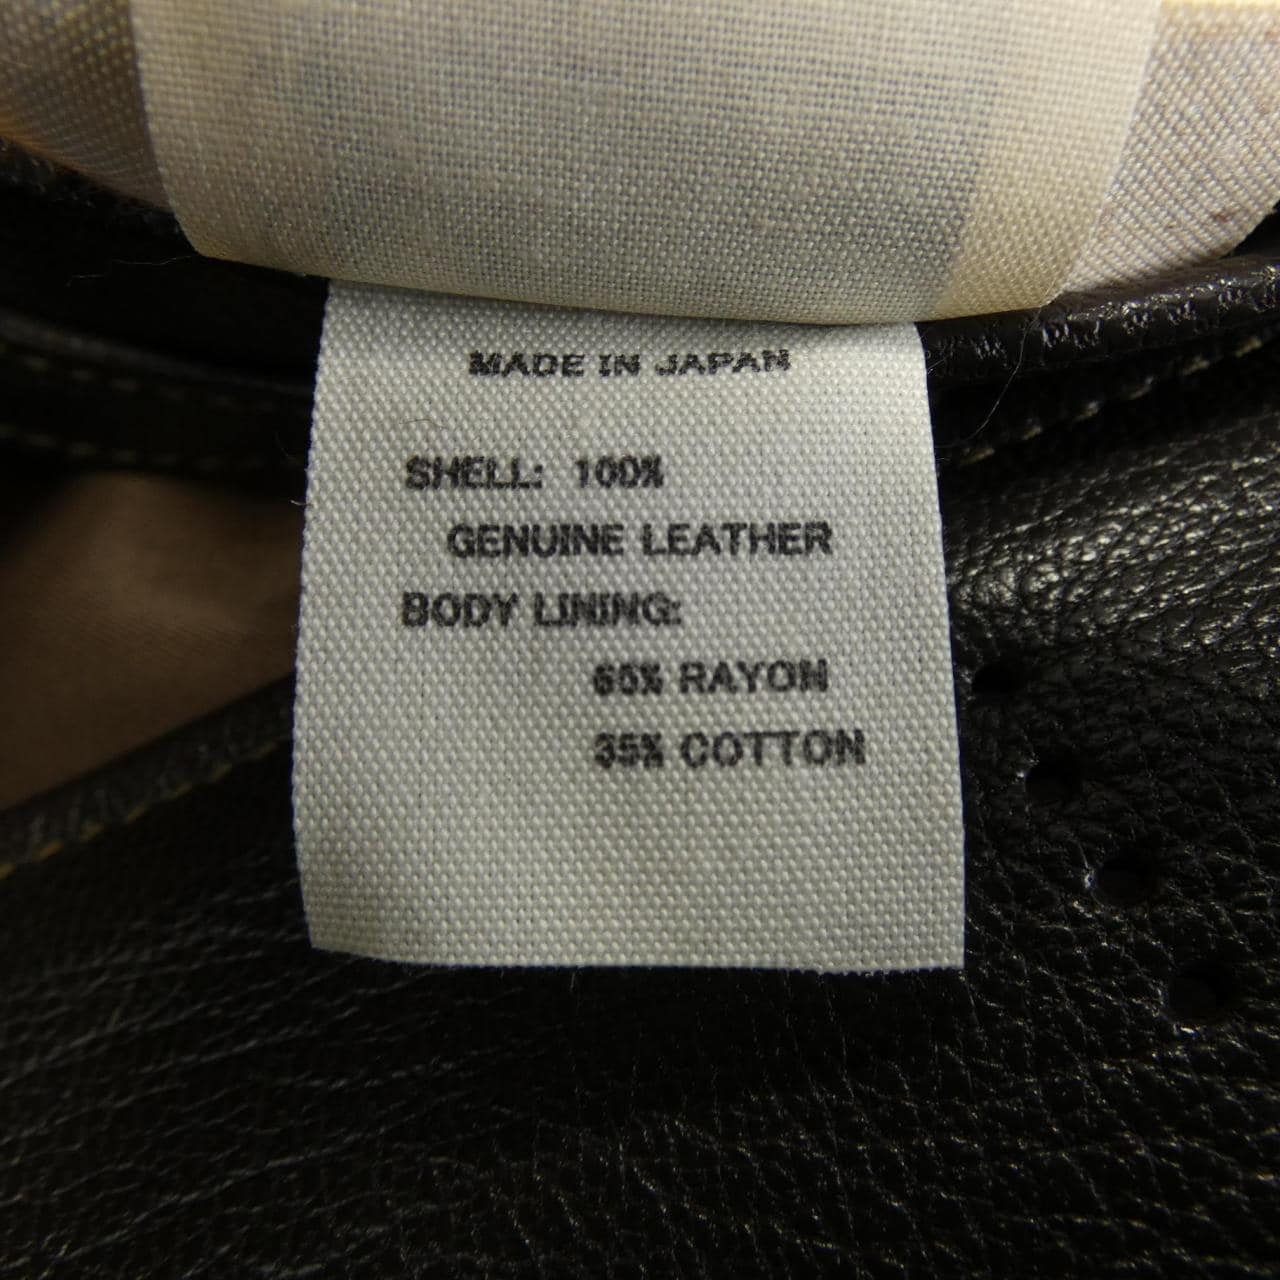 MADE IN JAPAN
SHELL: 100%
GENUINE LEATHER
BODY LINING:
65% RAYON
35% COTTON